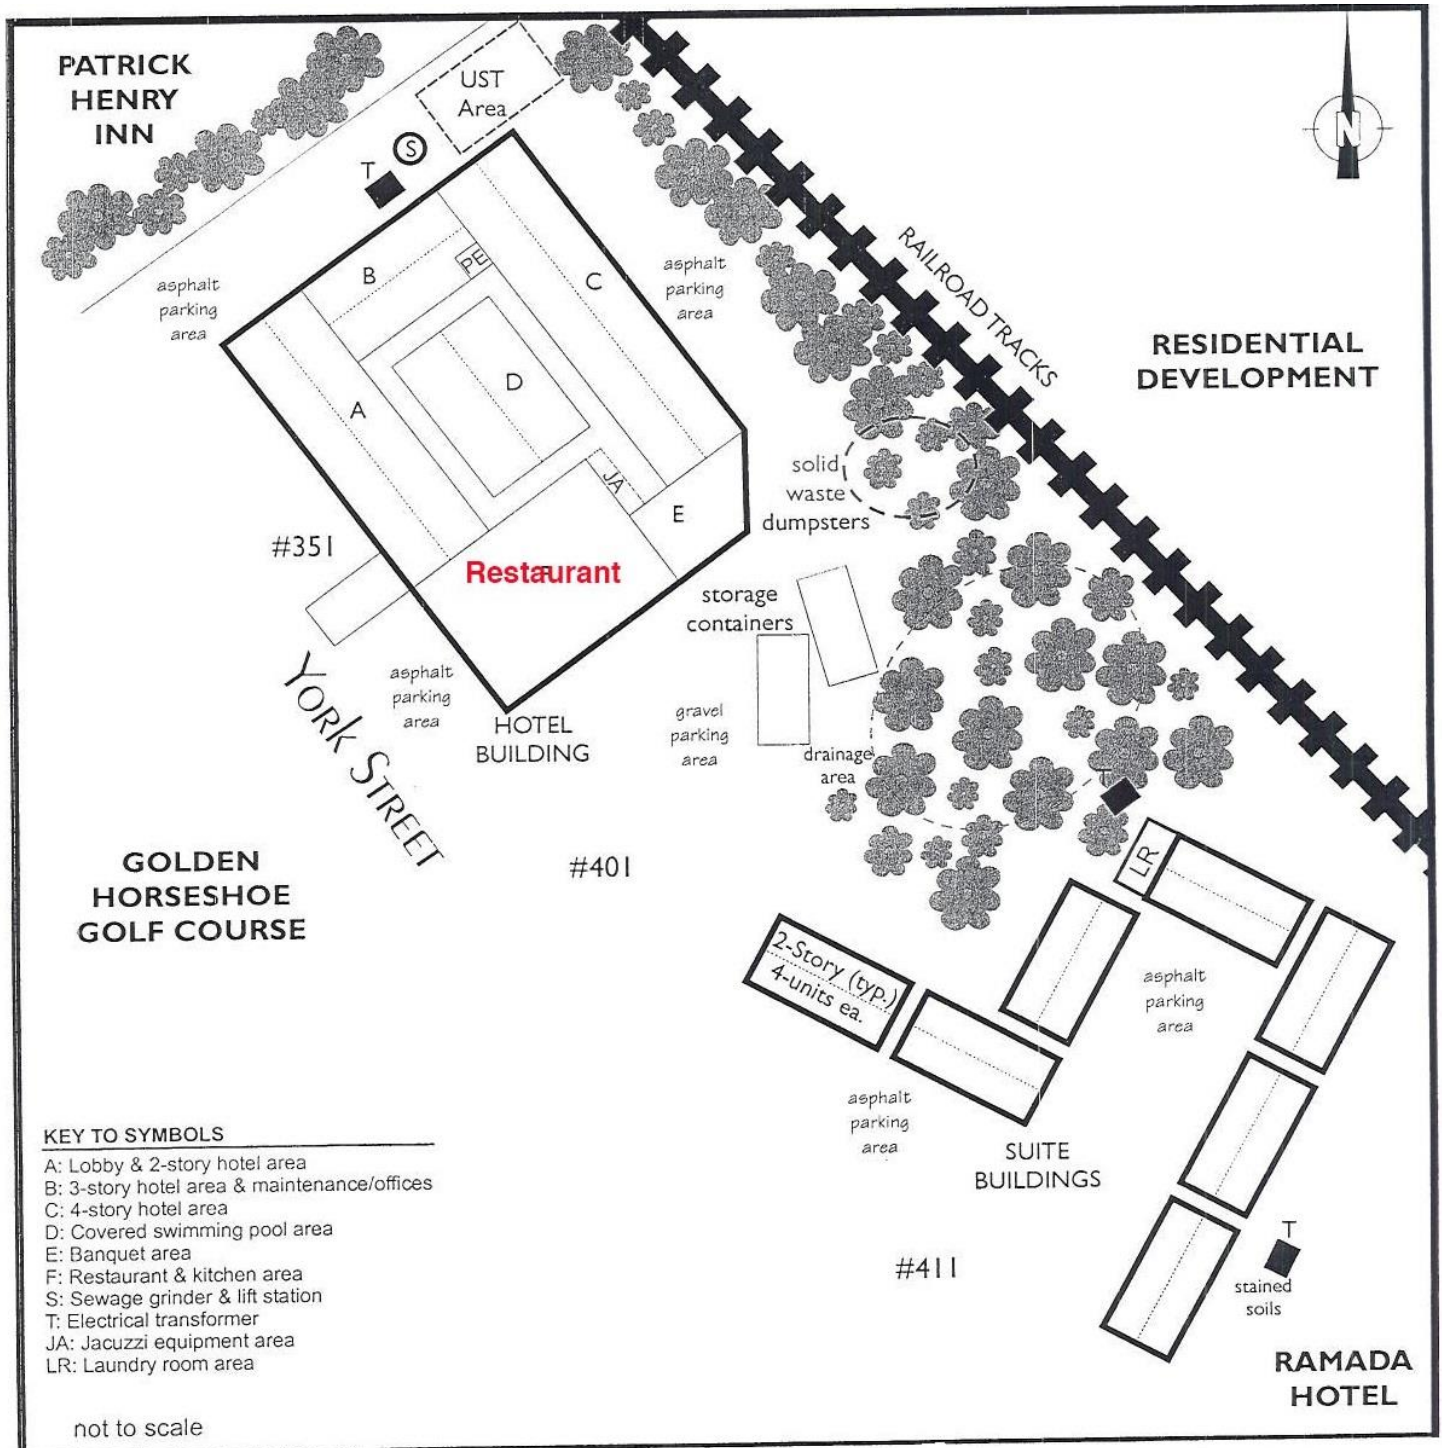 PATRICK
HENRY
INN
UST
Area
S
T
N
asphalt
parking
area
B
PE
C
asphalt
parking
area
RAILROAD TRACKS
RESIDENTIAL
DEVELOPMENT
A
D
JA
E
solid
waste
dumpsters
#351
Restaurant
storage
containers
YORK STREET
asphalt
parking
area
HOTEL
BUILDING
gravel
parking
area
drainage
area
T
GOLDEN
HORSESHOE
GOLF COURSE
#401
LR
2-Story (typ.)
4-units ea.
asphalt
parking
area
asphalt
parking
area
SUITE
BUILDINGS
#411
T
stained
soils
RAMADA
HOTEL
KEY TO SYMBOLS
A: Lobby & 2-story hotel area
B: 3-story hotel area & maintenance/offices
C: 4-story hotel area
D: Covered swimming pool area
E: Banquet area
F: Restaurant & kitchen area
S: Sewage grinder & lift station
T: Electrical transformer
JA: Jacuzzi equipment area
LR: Laundry room area
not to scale